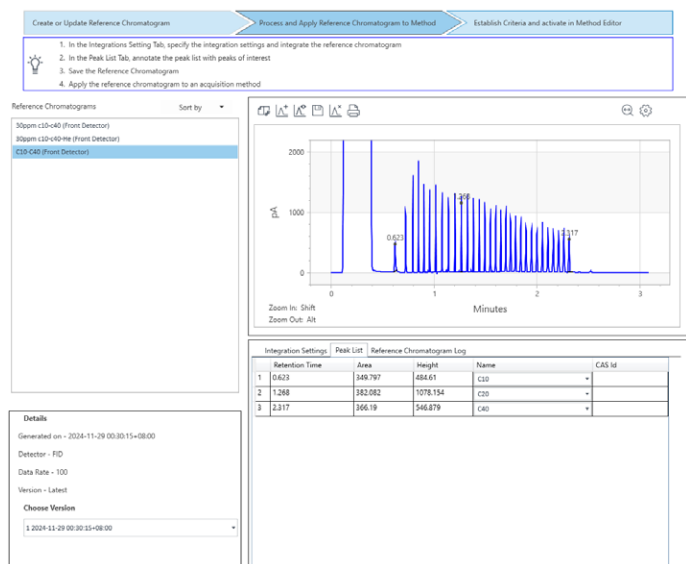 Create or Update Reference Chromatogram
Process and Apply Reference Chromatogram to Method
Establish Criteria and activate in Method Editor
1. In the Integrations Setting Tab, specify the integration settings and integrate the reference chromatogram
2. In the Peak List Tab, annotate the peak list with peaks of interest
3. Save the Reference Chromatogram
4. Apply the reference chromatogram to an acquisition method
Reference Chromatograms
Sort by
30ppm c10-c40 (Front Detector)
30ppm c10-c40-He (Front Detector)
C10-C40 (Front Detector)
2000
1000
0
pA
0.623
.268
2.317
0
1
2
3
Minutes
Zoom In: Shift
Zoom Out: Alt
Integration Settings
Peak List
Reference Chromatogram Log
Retention Time Area Height Name CAS Id
1 0.623 349.797 484.61 C10
2 1.268 382.082 1078.154 C20
3 2.317 366.19 546.879 C40
Details
Generated on - 2024-11-29 00:30:15+08:00
Detector - FID
Data Rate - 100
Version - Latest
Choose Version
1 2024-11-29 00:30:15+08:00